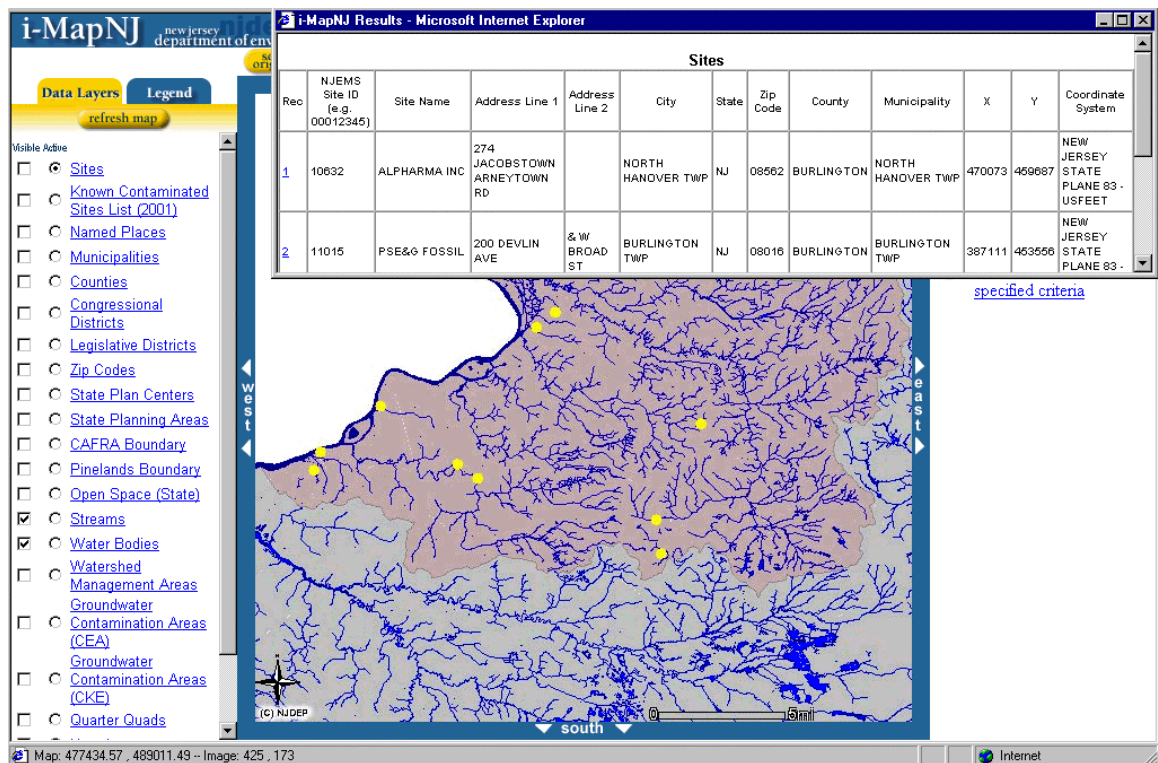 i-MapNJ
new jersey
department of env
i-MapNJ Results - Microsoft Internet Explorer
Sites
Rec
NJEMS
Site ID
(e.g.
00012345)
Site Name
Address Line 1
Address
Line 2
City
State
Zip
Code
County
Municipality
X
Y
Coordinate
System
1
10632
ALPHARMA INC
274
JACOBSTOWN
ARNEYTOWN
RD
NORTH
HANOVER TWP
NJ
08562
BURLINGTON
NORTH
HANOVER TWP
470073
459687
NEW
JERSEY
STATE
PLANE 83 -
USFEET
2
11015
PSE&G FOSSIL
200 DEVLIN
AVE
& W
BROAD
ST
BURLINGTON
TWP
NJ
08016
BURLINGTON
BURLINGTON
TWP
387111
453556
NEW
JERSEY
STATE
PLANE 83 -
specified criteria
Data Layers
Legend
refresh map
Visible Active
Sites
Known Contaminated
Sites List (2001)
Named Places
Municipalities
Counties
Congressional
Districts
Legislative Districts
Zip Codes
State Plan Centers
State Planning Areas
CAFRA Boundary
Pinelands Boundary
Open Space (State)
Streams
Water Bodies
Watershed
Management Areas
Groundwater
Contamination Areas
(CEA)
Groundwater
Contamination Areas
(CKE)
Quarter Quads
west
east
south
(C) NJDEP
0
5mi
Map: 477434.57 , 489011.49 -- Image: 425 , 173
Internet